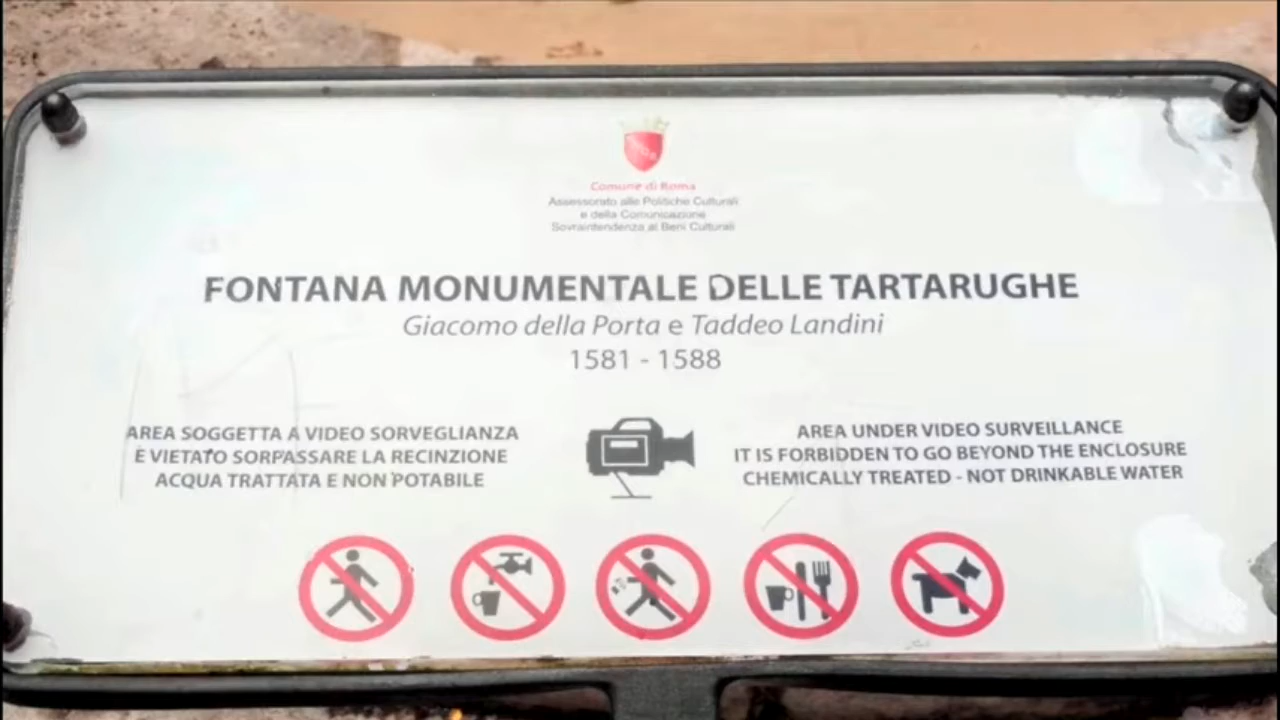 Comune di Roma
Assessorato alle Politiche Culturali
e della Comunicazione
Sovraintendenza ai Beni Culturali
FONTANA MONUMENTALE DELLE TARTARUGHE
Giacomo della Porta e Taddeo Landini
1581 - 1588
AREA SOGGETTA A VIDEO SORVEGLIANZA
È VIETATO SORPASSARE LA RECINZIONE
ACQUA TRATTATA E NON POTABILE
AREA UNDER VIDEO SURVEILLANCE
IT IS FORBIDDEN TO GO BEYOND THE ENCLOSURE
CHEMICALLY TREATED - NOT DRINKABLE WATER